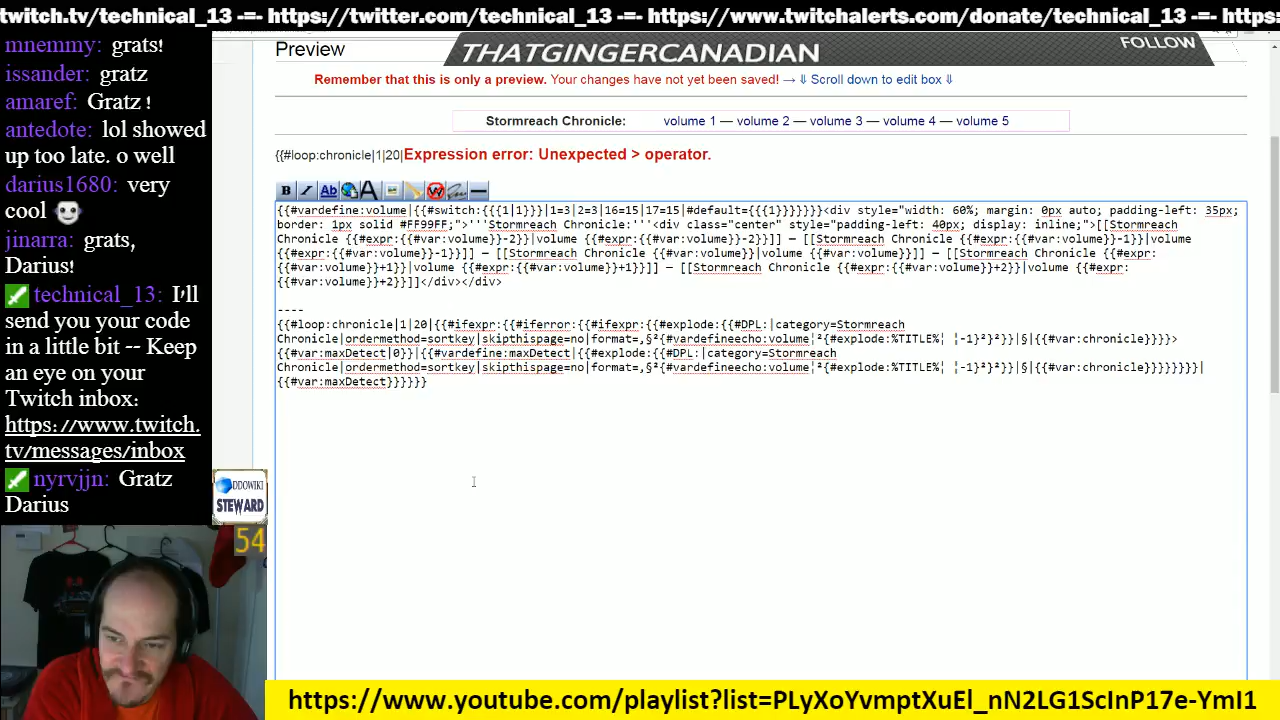 twitch.tv/technical_13 -=- https://twitter.com/technical_13 -=- https://www.twitchalerts.com/donate/technical_13 -=- https:
mnemmy: grats!
issander: gratz
amaref: Gratz !
antedote: lol showed
up too late. o well
darius1680: very
cool
jinarra: grats,
Darius!
technical_13: I'll
send you your code
in a little bit -- Keep
an eye on your
Twitch inbox:
https://www.twitch.
tv/messages/inbox
nyrvjjn: Gratz
Darius
DDOWIKI
STEWARD
54
Preview
THATGINGERCANADIAN
FOLLOW
Remember that this is only a preview. Your changes have not yet been saved! → ⇓ Scroll down to edit box ⇓
Stormreach Chronicle: volume 1 — volume 2 — volume 3 — volume 4 — volume 5
{{#loop:chronicle|1|20|Expression error: Unexpected > operator.
B I Ab A W
{{#vardefine:volume|{{#switch:{{{1|1}}}|1=3|2=3|16=15|17=15|#default={{{1}}}}}}}<div style="width: 60%; margin: 0px auto; padding-left: 35px;
border: 1px solid #FF99FF;">'''Stormreach Chronicle:'''<div class="center" style="padding-left: 40px; display: inline;">[[Stormreach
Chronicle {{#expr:{{#var:volume}}-2}}|volume {{#expr:{{#var:volume}}-2}}]] — [[Stormreach Chronicle {{#expr:{{#var:volume}}-1}}|volume
{{#expr:{{#var:volume}}-1}}]] — [[Stormreach Chronicle {{#var:volume}}|volume {{#var:volume}}]] — [[Stormreach Chronicle {{#expr:
{{#var:volume}}+1}}|volume {{#expr:{{#var:volume}}+1}}]] — [[Stormreach Chronicle {{#expr:{{#var:volume}}+2}}|volume {{#expr:
{{#var:volume}}+2}}]]</div></div>
----
{{#loop:chronicle|1|20|{{#ifexpr:{{#iferror:{{#ifexpr:{{#explode:{{#DPL:|category=Stormreach
Chronicle|ordermethod=sortkey|skipthispage=no|format=,§²{#vardefineecho:volume¦²{#explode:%TITLE%¦ ¦-1}²}²}}|§|{{#var:chronicle}}}}>
{{#var:maxDetect|0}}|{{#vardefine:maxDetect|{{#explode:{{#DPL:|category=Stormreach
Chronicle|ordermethod=sortkey|skipthispage=no|format=,§²{#vardefineecho:volume¦²{#explode:%TITLE%¦ ¦-1}²}²}}|§|{{#var:chronicle}}}}}}}}|
{{#var:maxDetect}}}}}}
https://www.youtube.com/playlist?list=PLyXoYvmptXuEl_nN2LG1ScInP17e-YmI1